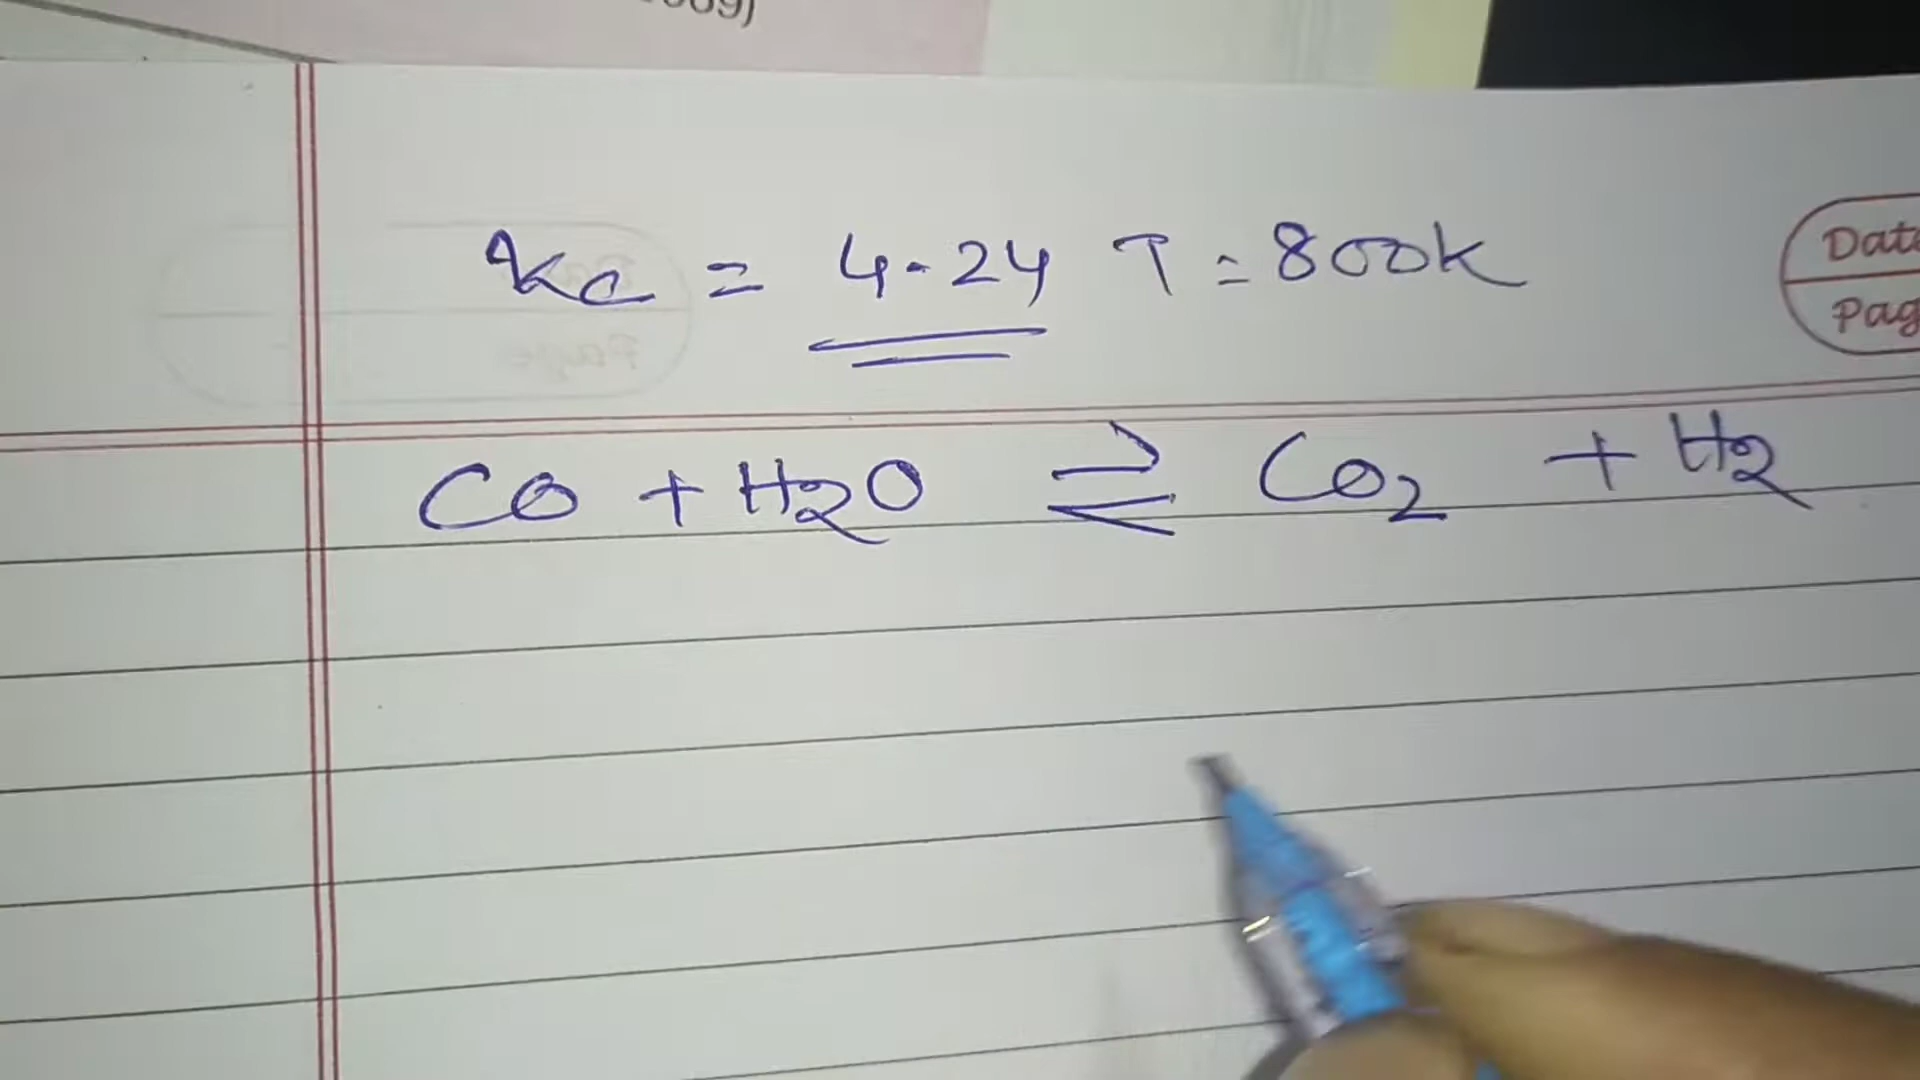 Kc = 4.24 T = 800K
Date
Page
CO + H2O ⇌ CO2 + H2